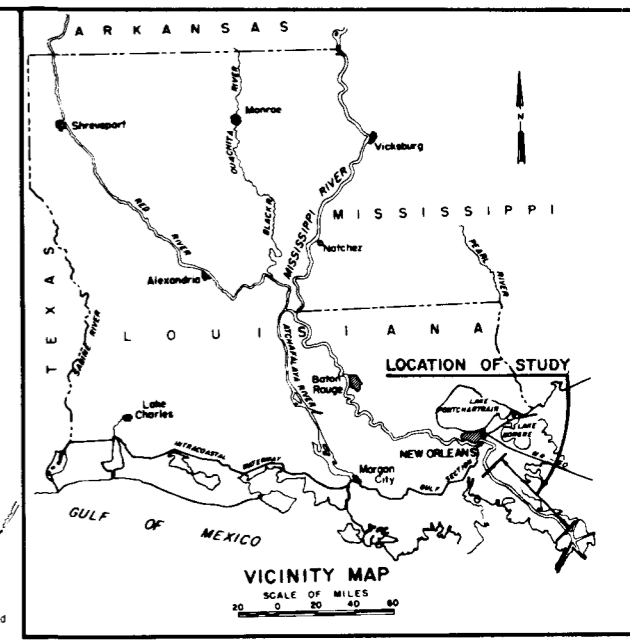 ARKANSAS
Shreveport
OUACHITA RIVER
Monroe
Vicksburg
N
RED RIVER
BLACK R.
MISSISSIPPI RIVER
MISSISSIPPI
Natchez
PEARL RIVER
Alexandria
TEXAS
SABINE RIVER
LOUISIANA
ATCHAFALAYA RIVER
Baton Rouge
LOCATION OF STUDY
LAKE PONTCHARTRAIN
LAKE BORGNE
Lake Charles
NEW ORLEANS
INTRACOASTAL WATERWAY
Morgan City
GULF SECTION
GULF OF MEXICO
VICINITY MAP
SCALE OF MILES
20 0 20 40 60